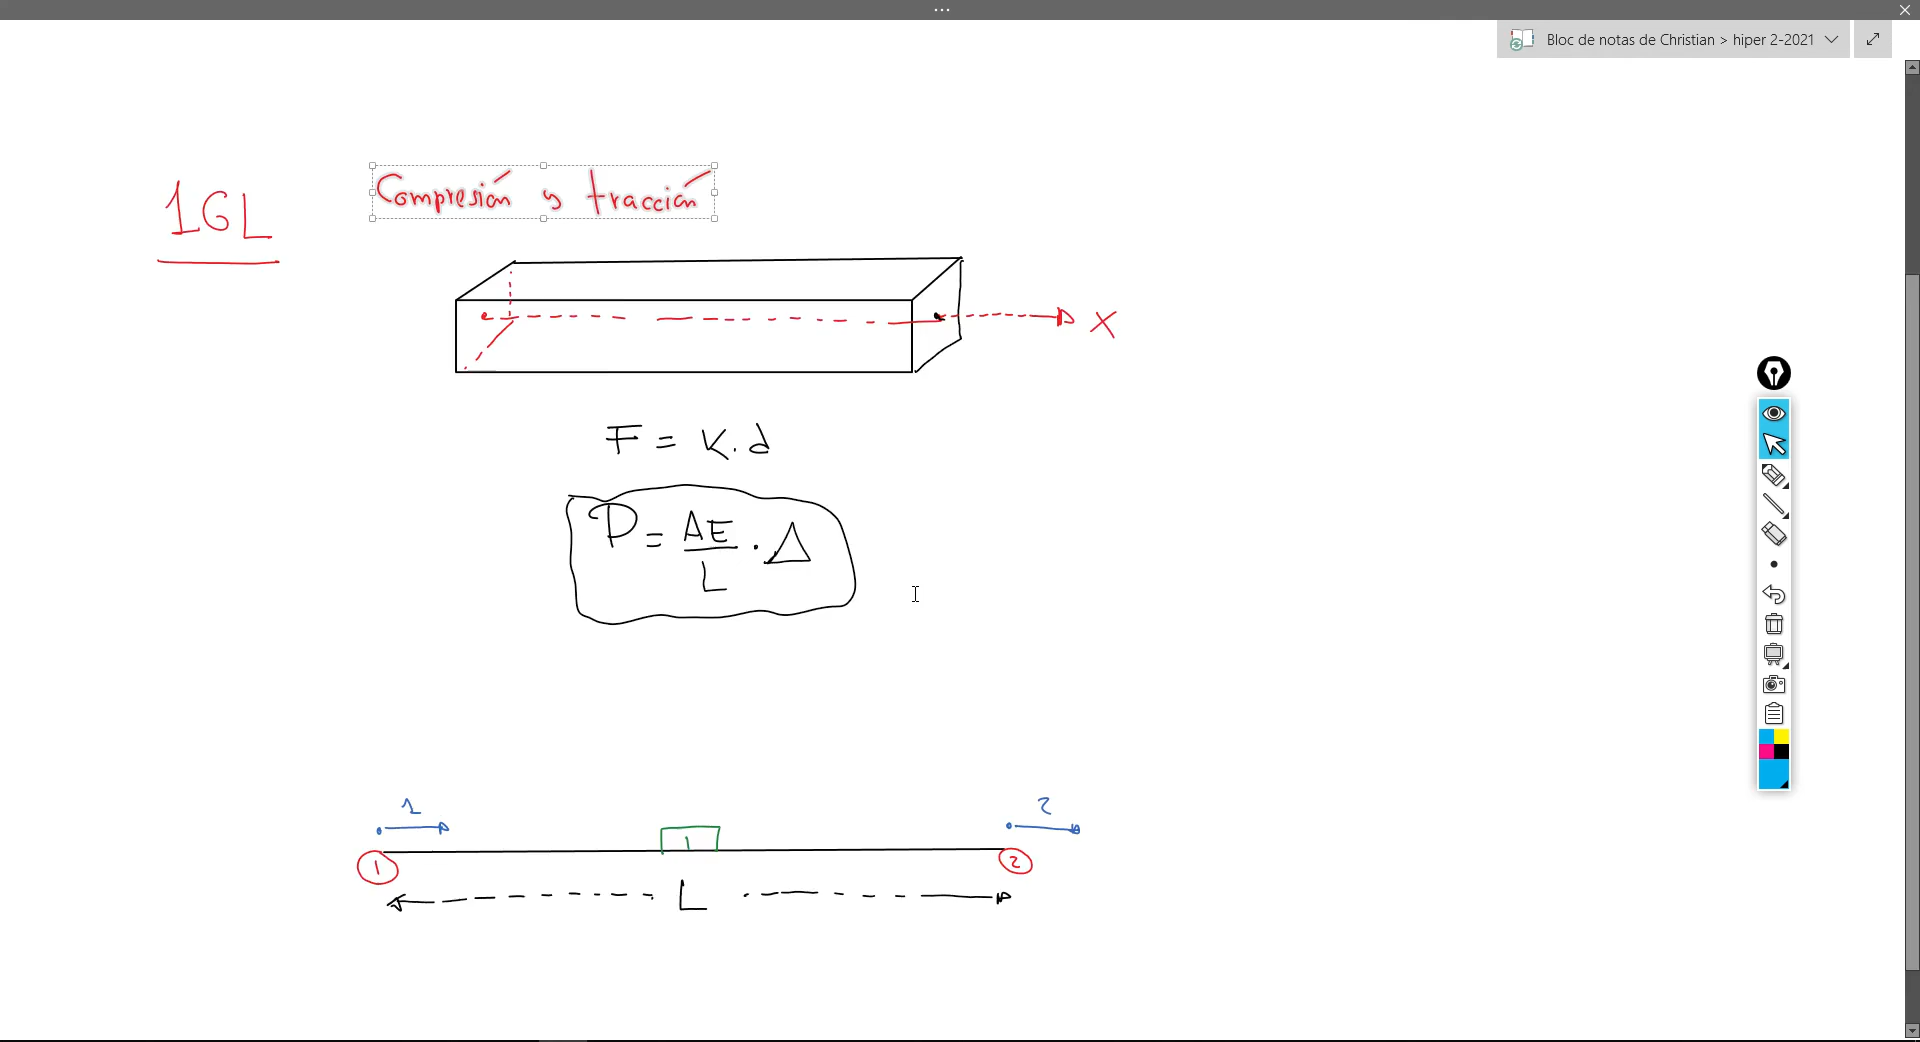 Bloc de notas de Christian > hiper 2-2021
1GL
Compresión y tracción
X
F = K.d
P = AE/L · Δ
1
2
1
1
2
L